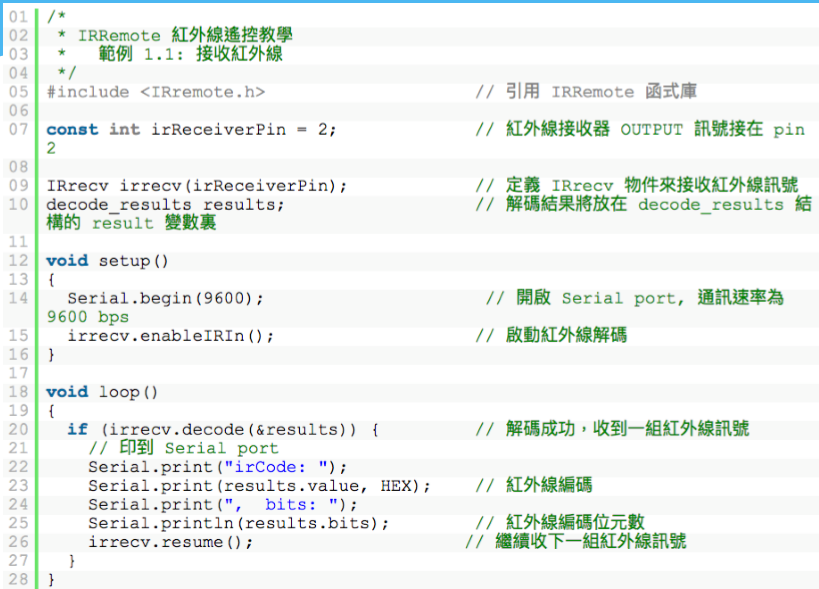 01 /*
02  * IRRemote 紅外線遙控教學
03  *   範例 1.1: 接收紅外線
04  */
05 #include <IRremote.h>                    // 引用 IRRemote 函式庫
06
07 const int irReceiverPin = 2;             // 紅外線接收器 OUTPUT 訊號接在 pin
2
08
09 IRrecv irrecv(irReceiverPin);            // 定義 IRrecv 物件來接收紅外線訊號
10 decode_results results;                  // 解碼結果將放在 decode_results 結
構的 result 變數裏
11
12 void setup()
13 {
14   Serial.begin(9600);                     // 開啟 Serial port, 通訊速率為
9600 bps
15   irrecv.enableIRIn();                   // 啟動紅外線解碼
16 }
17
18 void loop()
19 {
20   if (irrecv.decode(&results)) {         // 解碼成功，收到一組紅外線訊號
21     // 印到 Serial port
22     Serial.print("irCode: ");
23     Serial.print(results.value, HEX);    // 紅外線編碼
24     Serial.print(",  bits: ");
25     Serial.println(results.bits);        // 紅外線編碼位元數
26     irrecv.resume();                    // 繼續收下一組紅外線訊號
27   }
28 }